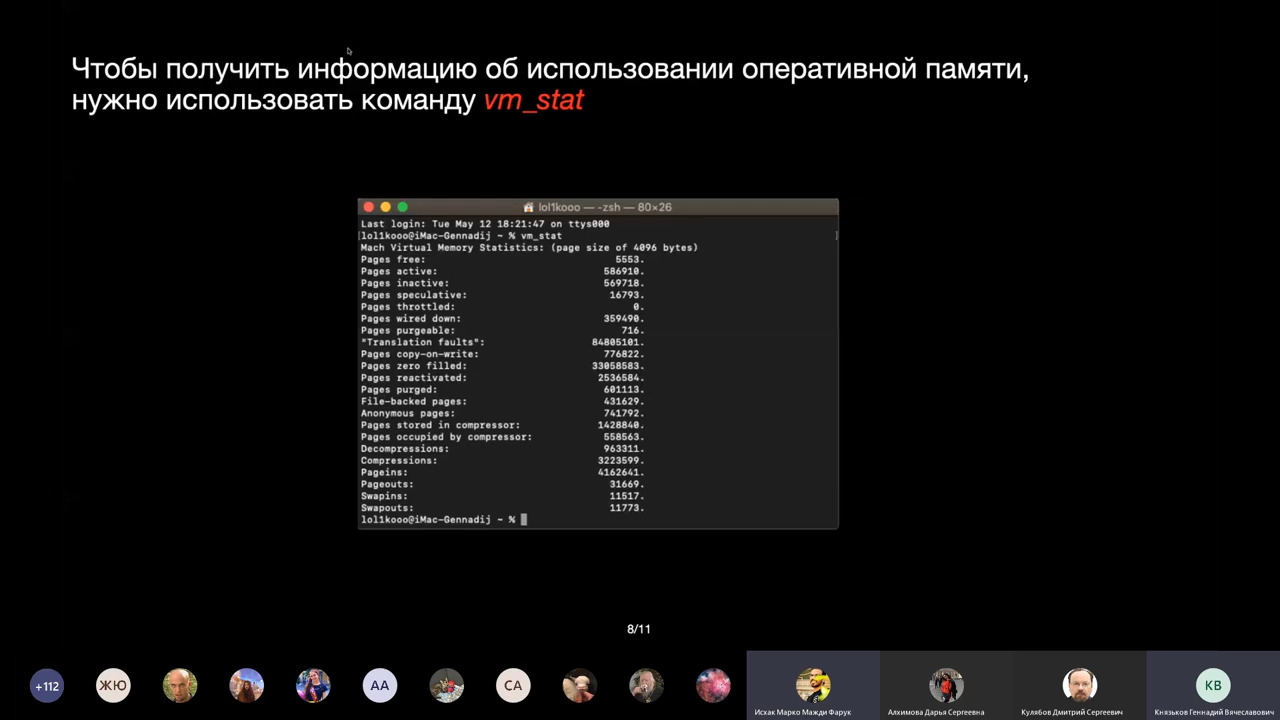 Чтобы получить информацию об использовании оперативной памяти,
нужно использовать команду vm_stat
lol1kooo — -zsh — 80×26
Last login: Tue May 12 18:21:47 on ttys000
[lol1kooo@iMac-Gennadij ~ % vm_stat ]
Mach Virtual Memory Statistics: (page size of 4096 bytes)
Pages free: 5553.
Pages active: 586910.
Pages inactive: 569718.
Pages speculative: 16793.
Pages throttled: 0.
Pages wired down: 359490.
Pages purgeable: 716.
"Translation faults": 84805101.
Pages copy-on-write: 776822.
Pages zero filled: 33058583.
Pages reactivated: 2536584.
Pages purged: 601113.
File-backed pages: 431629.
Anonymous pages: 741792.
Pages stored in compressor: 1428840.
Pages occupied by compressor: 558563.
Decompressions: 963311.
Compressions: 3223599.
Pageins: 4162641.
Pageouts: 31669.
Swapins: 11517.
Swapouts: 11773.
lol1kooo@iMac-Gennadij ~ %
8/11
+112
ЖЮ
АА
СА
КВ
Исхак Марко Мажди Фарук
Алхимова Дарья Сергеевна
Кулябов Дмитрий Сергеевич
Князьков Геннадий Вячеславович